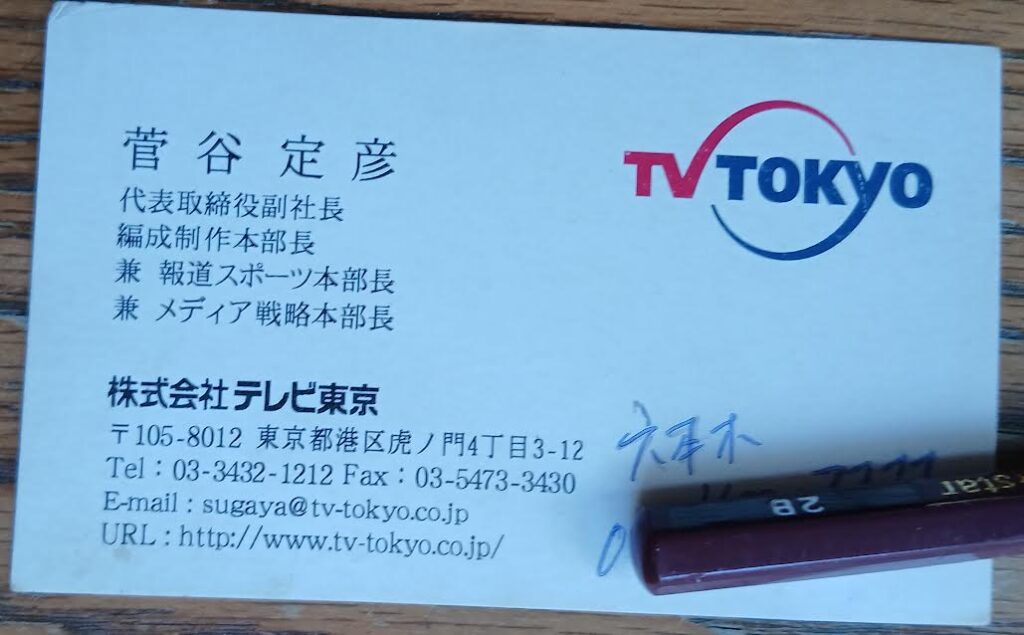 菅谷定彦
代表取締役副社長
編成制作本部長
兼 報道スポーツ本部長
兼 メディア戦略本部長
TV TOKYO
株式会社テレビ東京
〒105-8012 東京都港区虎ノ門4丁目3-12
Tel：03-3432-1212 Fax：03-5473-3430
E-mail：sugaya@tv-tokyo.co.jp
URL：http://www.tv-tokyo.co.jp/
六本木
2B
star